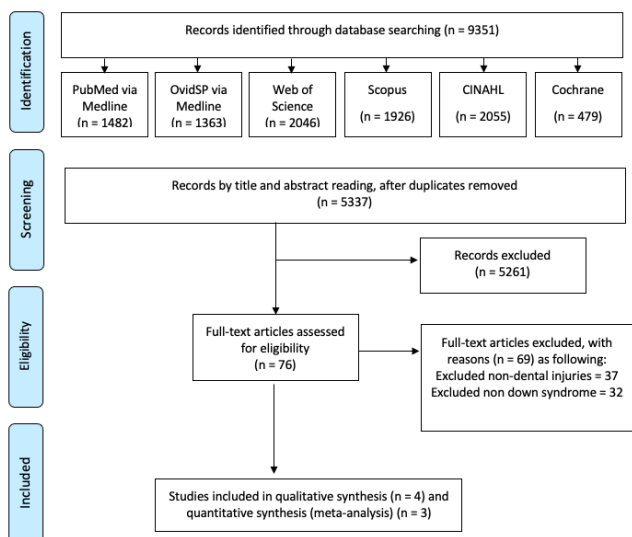 Identification
Records identified through database searching (n = 9351)
PubMed via
Medline
(n = 1482)
OvidSP via
Medline
(n = 1363)
Web of
Science
(n = 2046)
Scopus
(n = 1926)
CINAHL
(n = 2055)
Cochrane
(n = 479)
Screening
Records by title and abstract reading, after duplicates removed
(n = 5337)
Records excluded
(n = 5261)
Eligibility
Full-text articles assessed
for eligibility
(n = 76)
Full-text articles excluded, with
reasons (n = 69) as following:
Excluded non-dental injuries = 37
Excluded non down syndrome = 32
Included
Studies included in qualitative synthesis (n = 4) and
quantitative synthesis (meta-analysis) (n = 3)